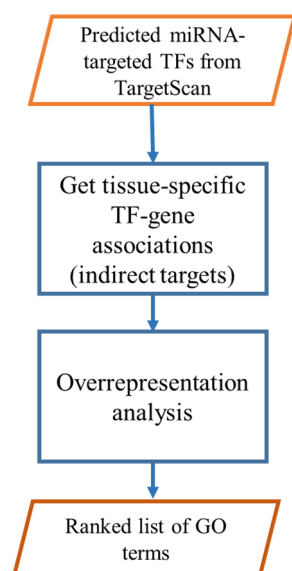 Predicted miRNA-
targeted TFs from
TargetScan
Get tissue-specific
TF-gene
associations
(indirect targets)
Overrepresentation
analysis
Ranked list of GO
terms